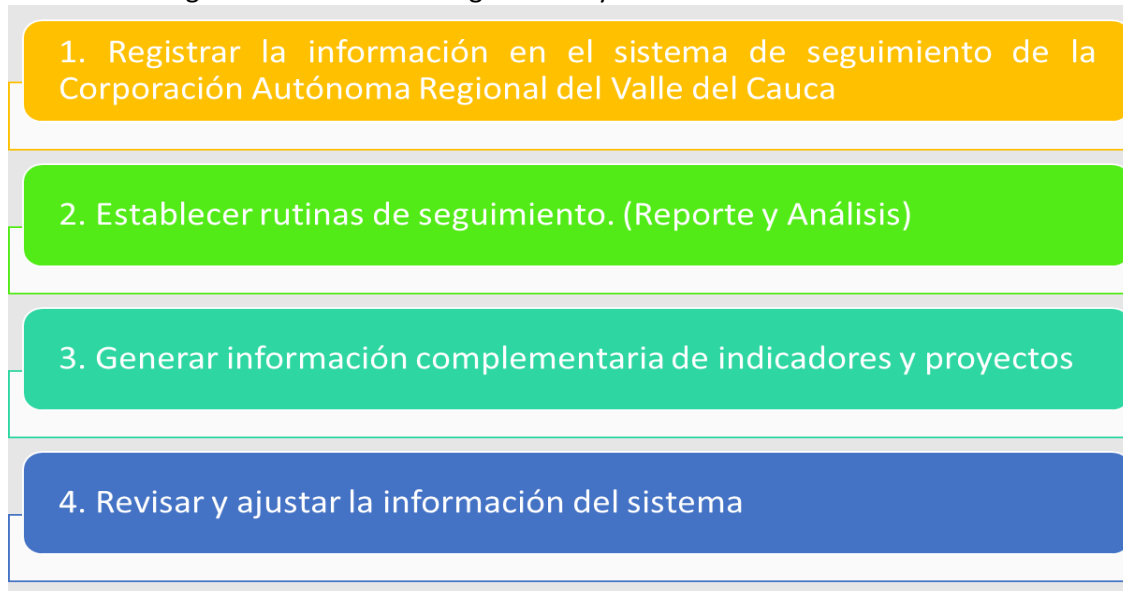 1. Registrar la información en el sistema de seguimiento de la
Corporación Autónoma Regional del Valle del Cauca
2. Establecer rutinas de seguimiento. (Reporte y Análisis)
3. Generar información complementaria de indicadores y proyectos
4. Revisar y ajustar la información del sistema